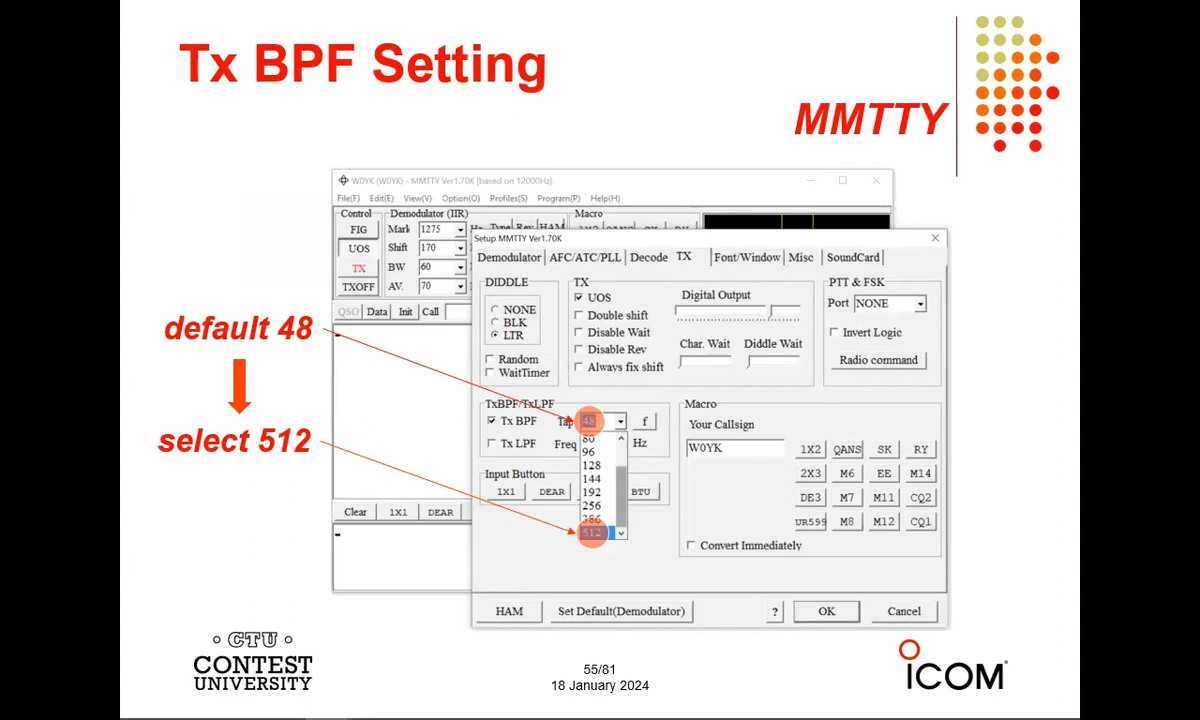 Tx BPF Setting
MMTTY
W0YK (W0YK) - MMTTY Ver1.70K [based on 12000Hz]
File(F) Edit(E) View(V) Option(O) Profiles(S) Program(P) Help(H)
Control
FIG
UOS
TX
TXOFF
Demodulator (IIR)
Mark 1275
Shift 170
BW 60
AV. 70
Type Rev HAM
Macro
QSO Data Init Call
Clear 1X1 DEAR
Setup MMTTY Ver1.70K
Demodulator AFC/ATC/PLL Decode TX Font/Window Misc SoundCard
DIDDLE
NONE
BLK
LTR
Random
WaitTimer
TX
UOS
Double shift
Disable Wait
Disable Rev
Always fix shift
Digital Output
Char. Wait Diddle Wait
PTT & FSK
Port NONE
Invert Logic
Radio command
default 48
select 512
TxBPF/TxLPF
Tx BPF Tap 48 f
Tx LPF Freq Hz
80
96
128
144
192
256
386
512
Input Button
1X1 DEAR BTU
Macro
Your Callsign
W0YK
1X2 QANS SK RY
2X3 M6 EE M14
DE3 M7 M11 CQ2
UR599 M8 M12 CQ1
Convert Immediately
HAM Set Default(Demodulator) ? OK Cancel
CTU
CONTEST
UNIVERSITY
55/81
18 January 2024
ICOM